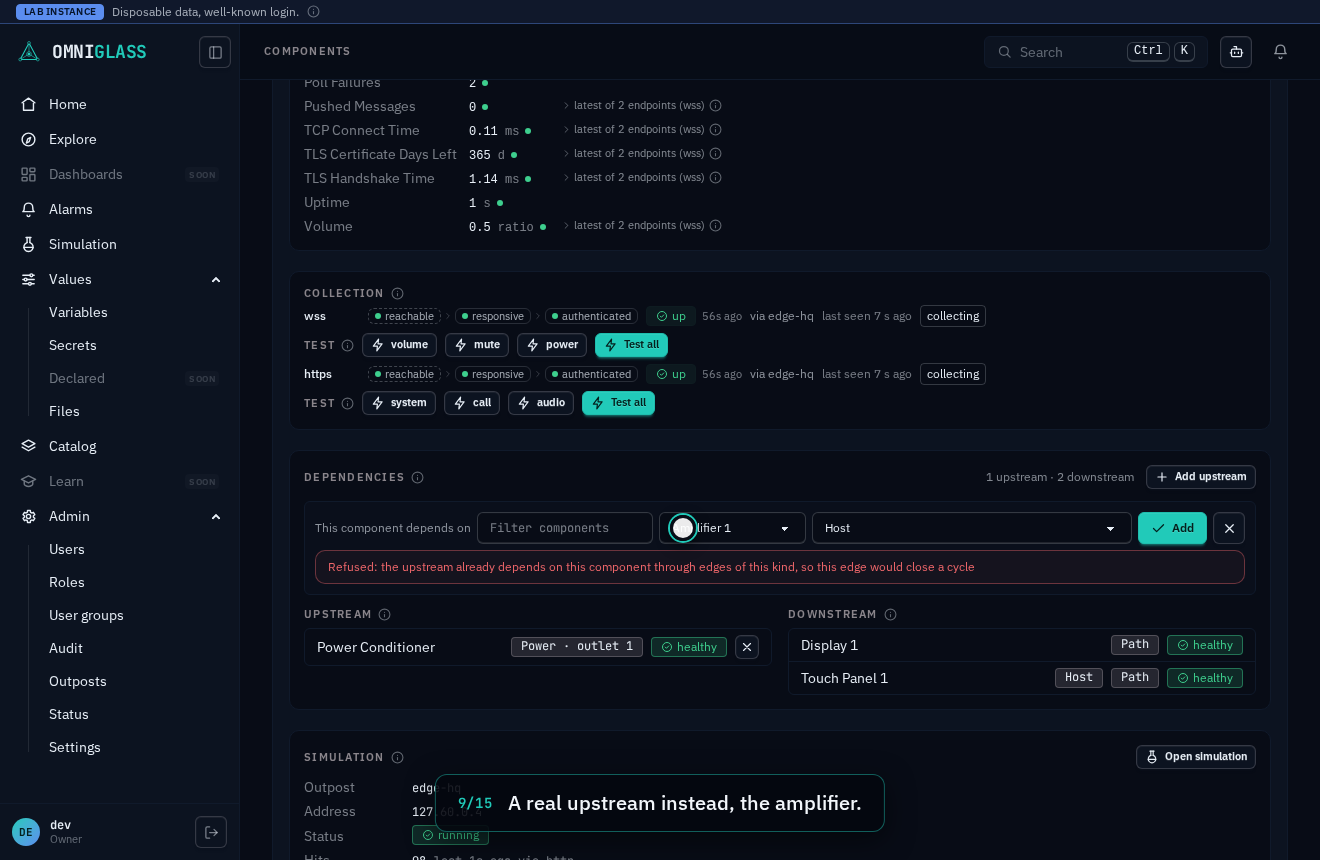 LAB INSTANCE Disposable data, well-known login.
OMNIGLASS
COMPONENTS
Search Ctrl K
Home
Explore
Dashboards SOON
Alarms
Simulation
Values
Variables
Secrets
Declared SOON
Files
Catalog
Learn SOON
Admin
Users
Roles
User groups
Audit
Outposts
Status
Settings
DE dev
Owner
Poll Failures 2
Pushed Messages 0 latest of 2 endpoints (wss)
TCP Connect Time 0.11 ms latest of 2 endpoints (wss)
TLS Certificate Days Left 365 d latest of 2 endpoints (wss)
TLS Handshake Time 1.14 ms latest of 2 endpoints (wss)
Uptime 1 s
Volume 0.5 ratio latest of 2 endpoints (wss)
COLLECTION
wss reachable responsive authenticated up 56s ago via edge-hq last seen 7 s ago collecting
TEST volume mute power Test all
https reachable responsive authenticated up 56s ago via edge-hq last seen 7 s ago collecting
TEST system call audio Test all
DEPENDENCIES 1 upstream · 2 downstream Add upstream
This component depends on Filter components lifier 1 Host Add
Refused: the upstream already depends on this component through edges of this kind, so this edge would close a cycle
UPSTREAM
Power Conditioner Power · outlet 1 healthy
DOWNSTREAM
Display 1 Path healthy
Touch Panel 1 Host Path healthy
SIMULATION Open simulation
Outpost edge-hq
Address
Status running
Hits 98 last 1s ago via http
9/15 A real upstream instead, the amplifier.